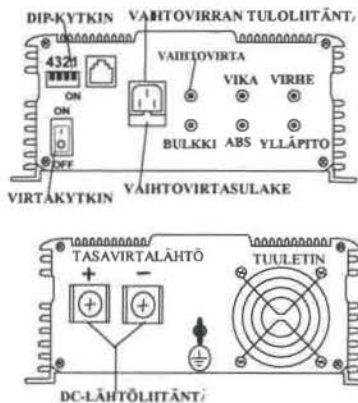 VAIHTOVIRRAN TULOLIITÄNT
DIP-KYTKIN
4321
ON
VAIHTOVIRTA
VIKA
VIRHE
ON
OFF
BULKKI
ABS
YLLÄPITO
VIRTAKYTKIN
VAIHTOVIRTASULAKE
TASAVIRTALÄHTÖ
TUULETIN
+
−
DC-LÄHTÖLIITÄNT